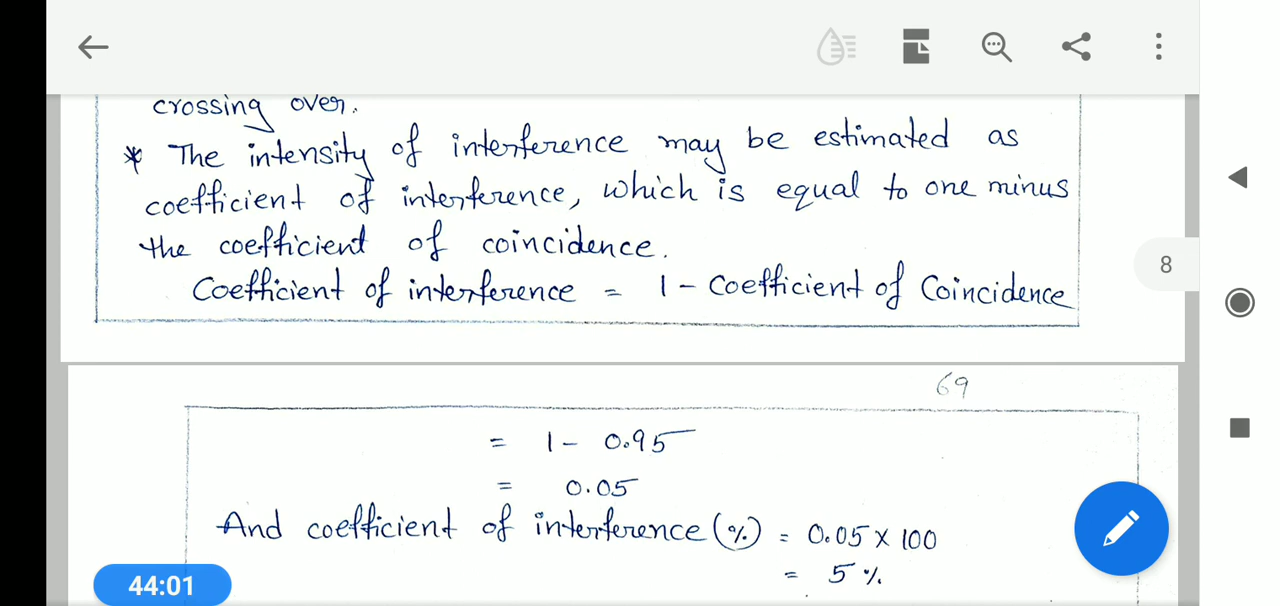 crossing over.
* The intensity of interference may be estimated as
coefficient of interference, which is equal to one minus
the coefficient of coincidence.
Coefficient of interference = 1 - Coefficient of Coincidence
8
69
= 1 - 0.95
= 0.05
And coefficient of interference (%) = 0.05 X 100
= 5%
44:01